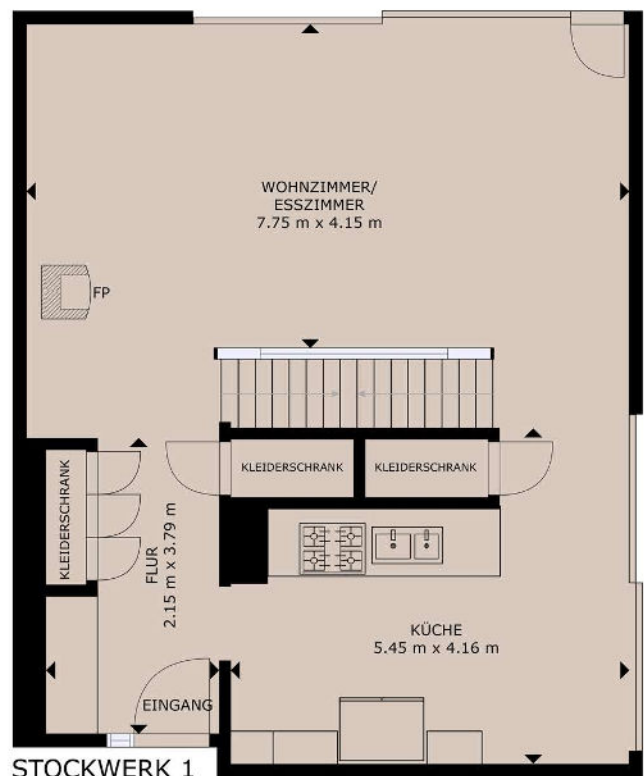 WOHNZIMMER/
ESSZIMMER
7.75 m x 4.15 m
FP
KLEIDERSCHRANK
KLEIDERSCHRANK
KLEIDERSCHRANK
FLUR
2.15 m x 3.79 m
KÜCHE
5.45 m x 4.16 m
EINGANG
STOCKWERK 1